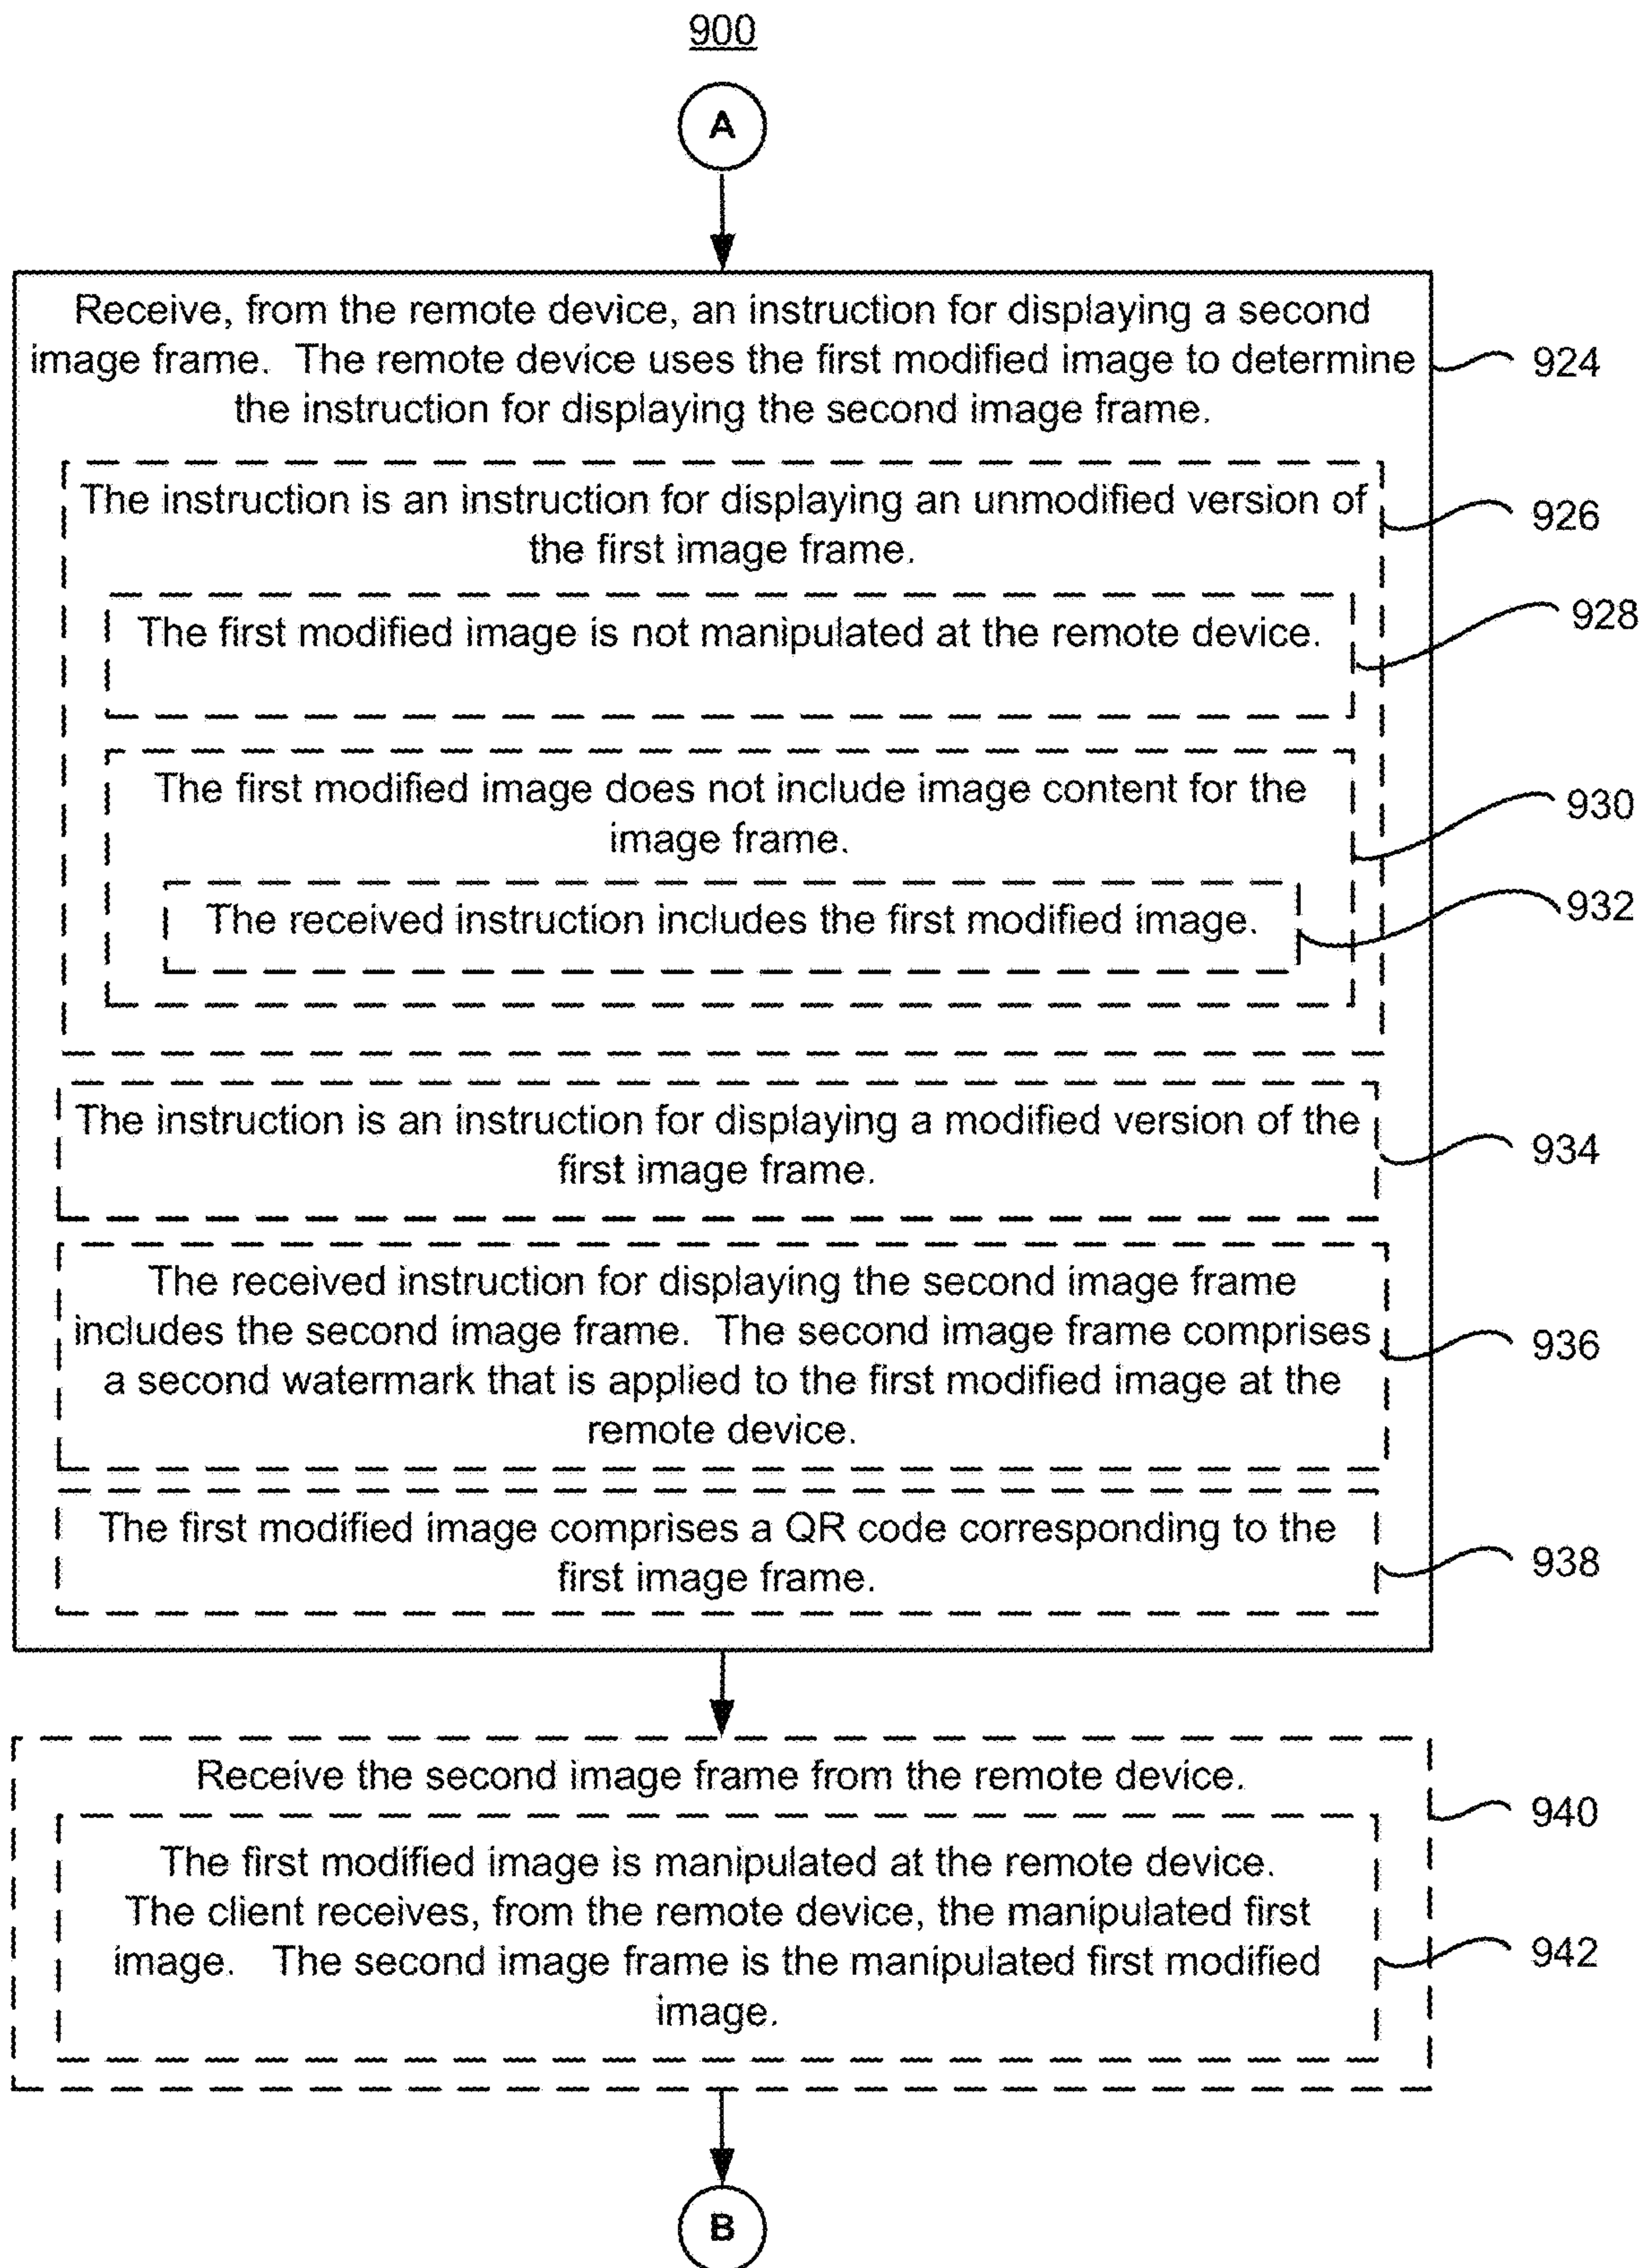 900
A
Receive, from the remote device, an instruction for displaying a second
image frame. The remote device uses the first modified image to determine
the instruction for displaying the second image frame.
924
The instruction is an instruction for displaying an unmodified version of
the first image frame.
926
The first modified image is not manipulated at the remote device.
928
The first modified image does not include image content for the
image frame.
930
The received instruction includes the first modified image.
932
The instruction is an instruction for displaying a modified version of the
first image frame.
934
The received instruction for displaying the second image frame
includes the second image frame. The second image frame comprises
a second watermark that is applied to the first modified image at the
remote device.
936
The first modified image comprises a QR code corresponding to the
first image frame.
938
Receive the second image frame from the remote device.
940
The first modified image is manipulated at the remote device.
The client receives, from the remote device, the manipulated first
image. The second image frame is the manipulated first modified
image.
942
B